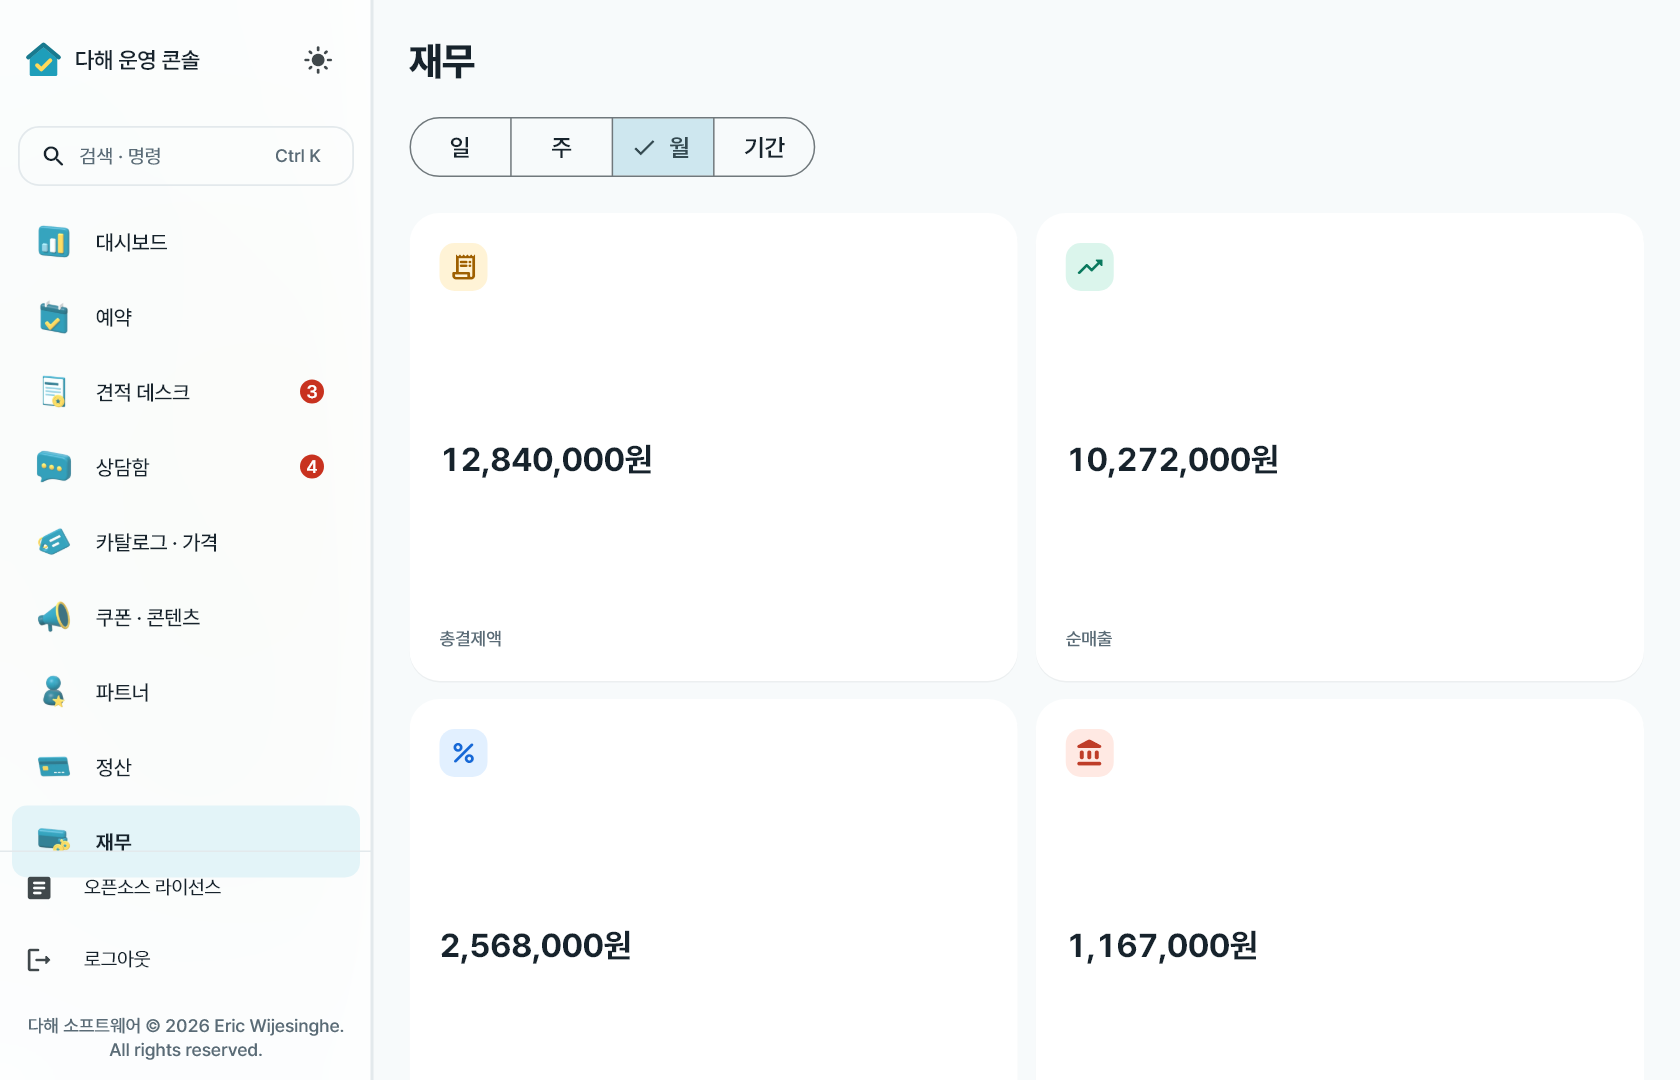 다해 운영 콘솔
검색 · 명령
Ctrl K
대시보드
예약
견적 데스크
3
상담함
4
카탈로그 · 가격
쿠폰 · 콘텐츠
파트너
정산
재무
오픈소스 라이선스
로그아웃
다해 소프트웨어 © 2026 Eric Wijesinghe.
All rights reserved.
재무
일
주
월
기간
12,840,000원
총결제액
10,272,000원
순매출
2,568,000원
1,167,000원